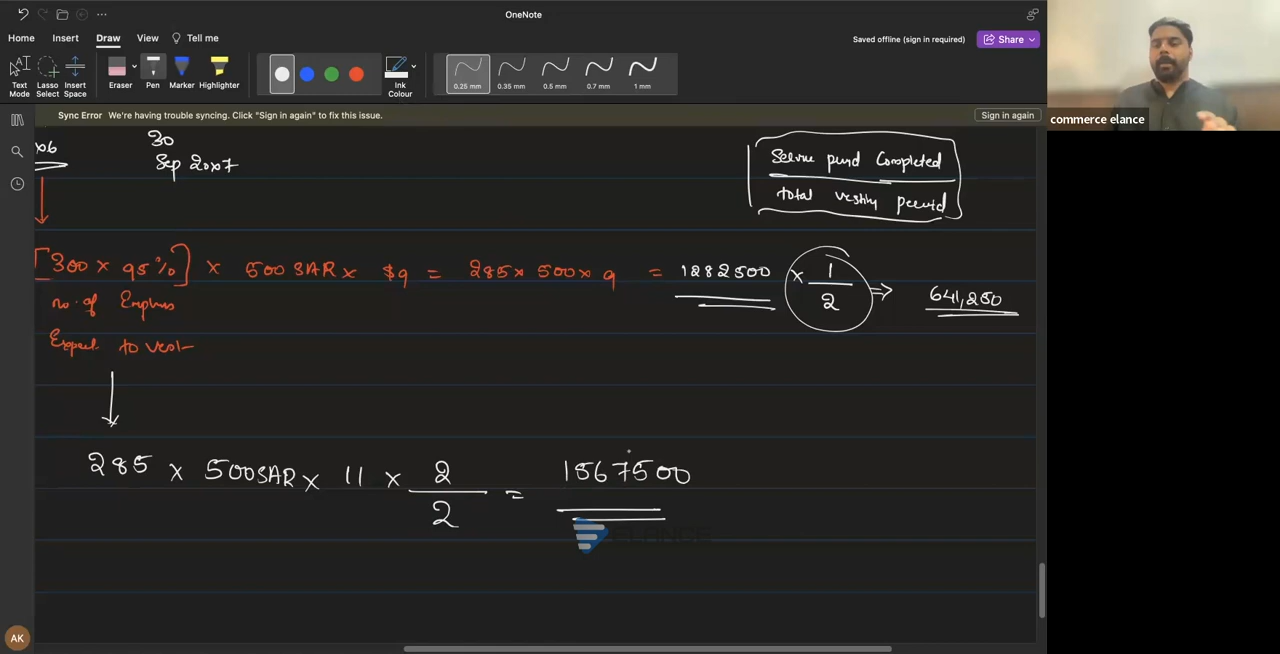 OneNote
Home Insert Draw View Tell me
Saved offline (sign in required) Share
Text Mode Lasso Select Insert Space Eraser Pen Marker Highlighter Ink Colour 0.25 mm 0.35 mm 0.5 mm 0.7 mm 1 mm
Sync Error We're having trouble syncing. Click "Sign in again" to fix this issue. Sign in again
commerce elance
x6
30
Sep 20x7
Service period Completed
total vesting period
[300 x 95%] x 500 SAR x $9 = 285 x 500 x 9 = 1282500 x 1/2 ⇒ 641,250
no. of Emplyes
Expect to vest
285 x 500SAR x 11 x 2/2 = 1567500
ELANCE
AK